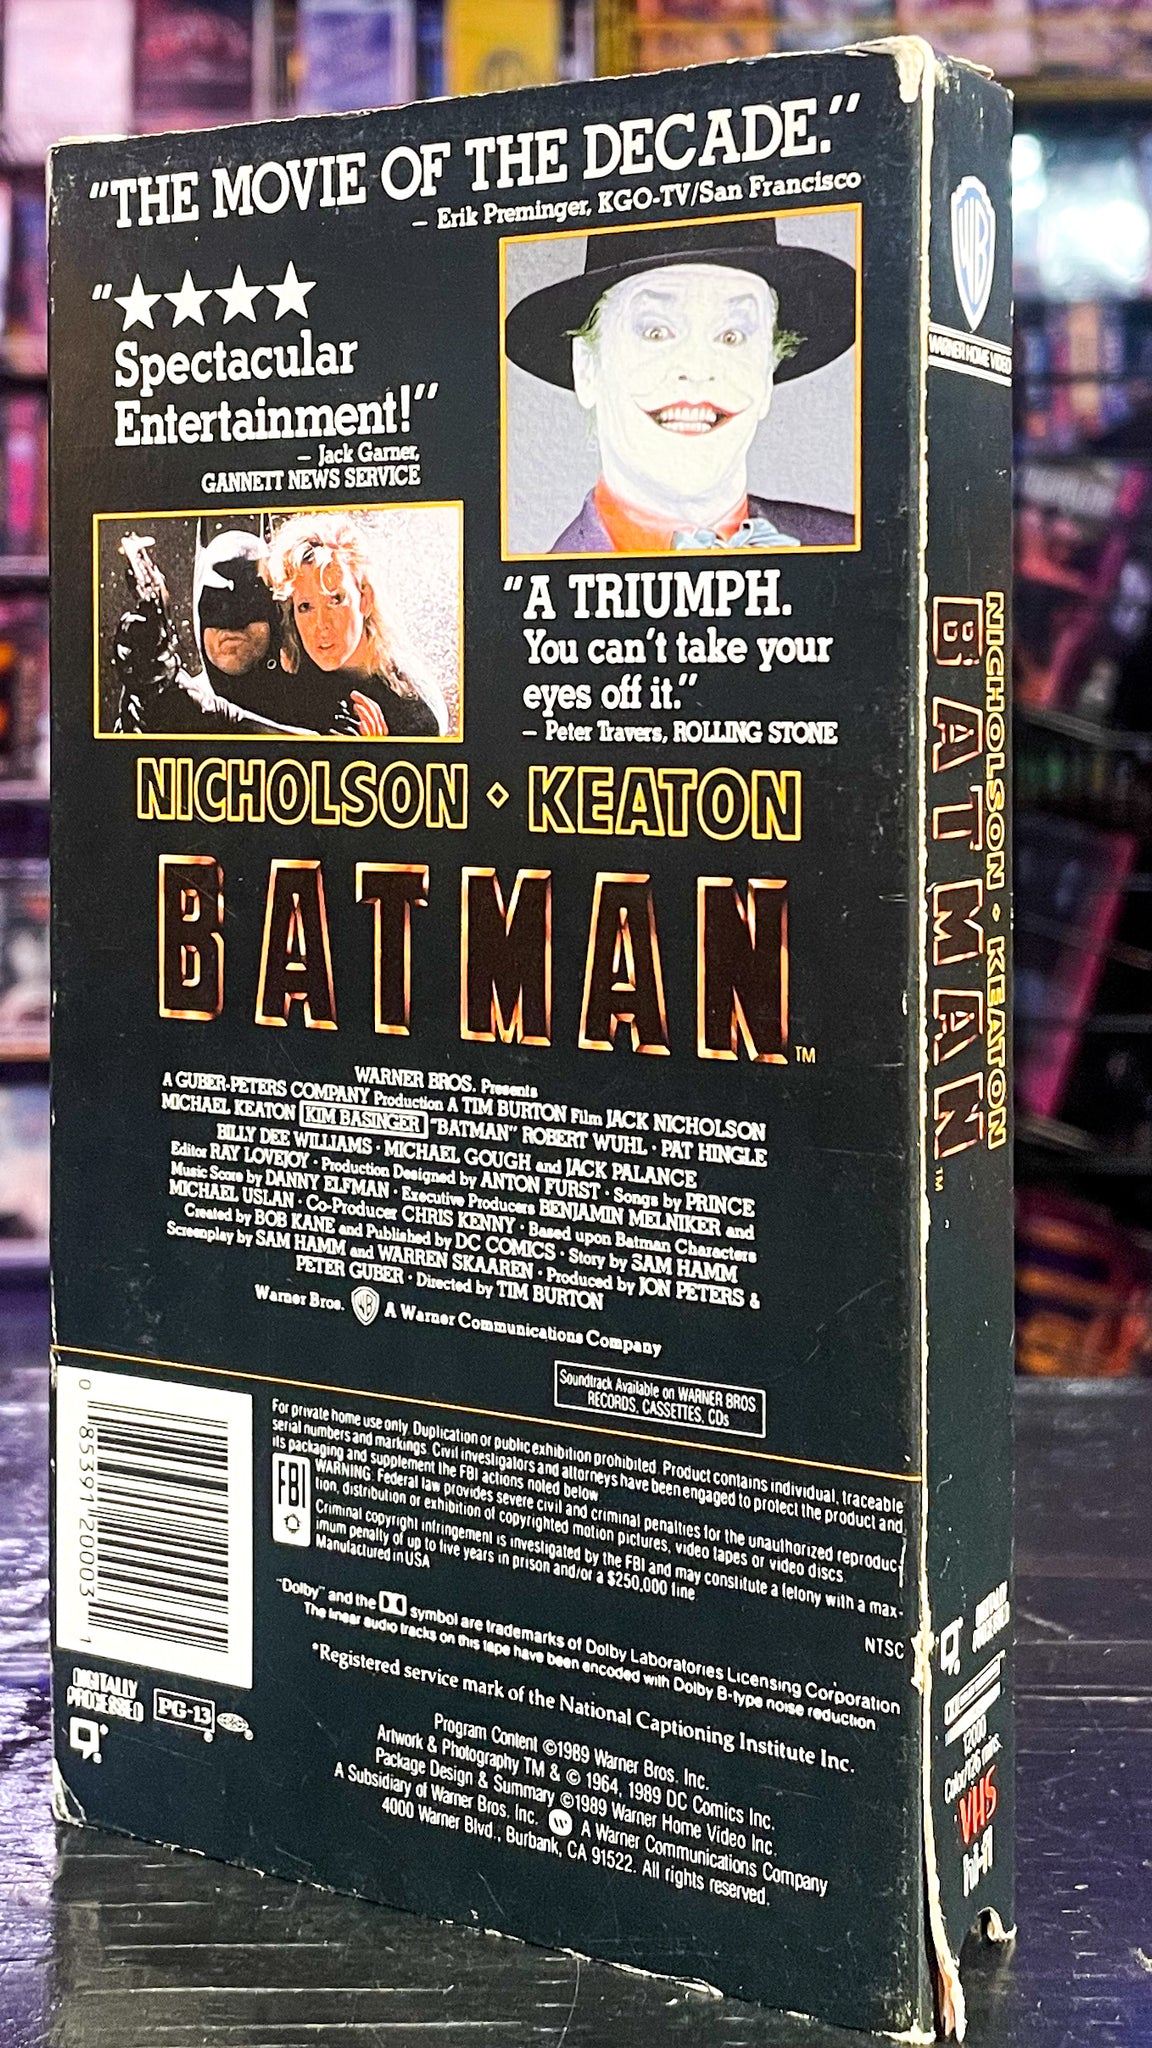 "THE MOVIE OF THE DECADE."
– Erik Preminger, KGO-TV/San Francisco
"★★★★
Spectacular
Entertainment!"
– Jack Garner,
GANNETT NEWS SERVICE
"A TRIUMPH.
You can't take your
eyes off it."
– Peter Travers, ROLLING STONE
NICHOLSON ◇ KEATON
BATMAN™
WARNER BROS. Presents
A GUBER-PETERS COMPANY Production A TIM BURTON Film JACK NICHOLSON
MICHAEL KEATON KIM BASINGER "BATMAN" ROBERT WUHL · PAT HINGLE
BILLY DEE WILLIAMS · MICHAEL GOUGH and JACK PALANCE
Editor RAY LOVEJOY · Production Designed by ANTON FURST · Songs by PRINCE
Music Score by DANNY ELFMAN · Executive Producers BENJAMIN MELNIKER and
MICHAEL USLAN · Co-Producer CHRIS KENNY · Based upon Batman Characters
Created by BOB KANE and Published by DC COMICS · Story by SAM HAMM
Screenplay by SAM HAMM and WARREN SKAAREN · Produced by JON PETERS &
PETER GUBER · Directed by TIM BURTON
Warner Bros. WB A Warner Communications Company
Soundtrack Available on WARNER BROS
RECORDS, CASSETTES, CDs
For private home use only. Duplication or public exhibition prohibited. Product contains individual, traceable
serial numbers and markings. Civil investigators and attorneys have been engaged to protect the product and
its packaging and supplement the FBI actions noted below
FBI
WARNING: Federal law provides severe civil and criminal penalties for the unauthorized reproduc-
tion, distribution or exhibition of copyrighted motion pictures, video tapes or video discs.
Criminal copyright infringement is investigated by the FBI and may constitute a felony with a max-
imum penalty of up to five years in prison and/or a $250,000 fine.
Manufactured in USA
NTSC
"Dolby" and the symbol are trademarks of Dolby Laboratories Licensing Corporation
The linear audio tracks on this tape have been encoded with Dolby B-type noise reduction
*Registered service mark of the National Captioning Institute Inc.
Program Content ©1989 Warner Bros. Inc.
Artwork & Photography TM & © 1964, 1989 DC Comics Inc.
Package Design & Summary ©1989 Warner Home Video Inc.
A Subsidiary of Warner Bros. Inc. A Warner Communications Company
4000 Warner Blvd., Burbank, CA 91522. All rights reserved.
0 85391 20003 1
DIGITALLY
PROCESSED
PG-13
WB
WARNER HOME VIDEO
NICHOLSON ◇ KEATON
BATMAN™
12000
Color/126 mins.
VHS